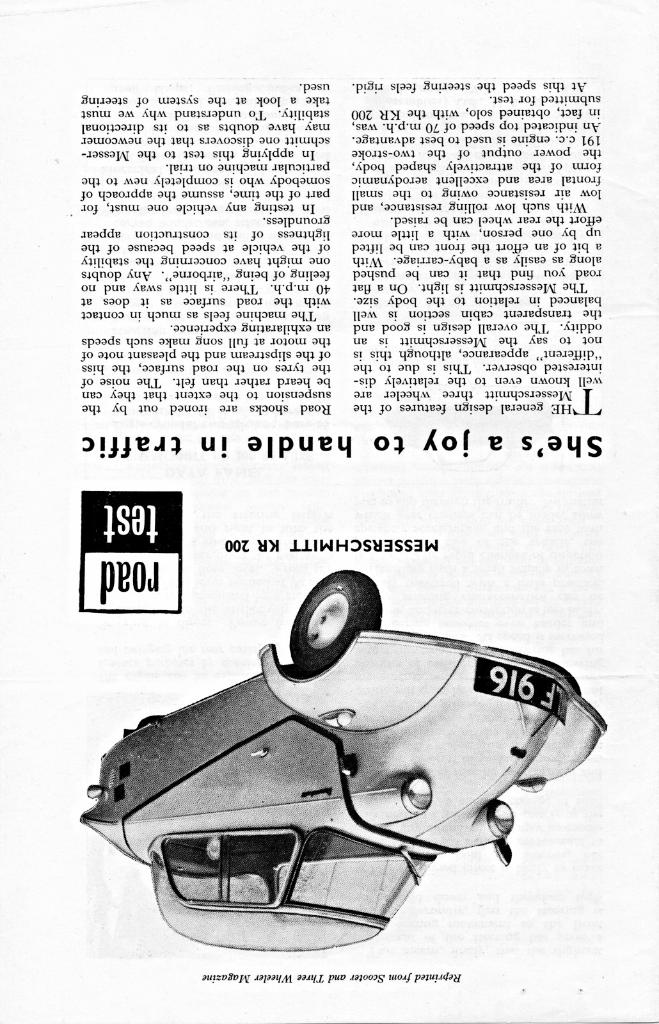 Reprinted from Scooter and Three Wheeler Magazine
F 916
MESSERSCHMITT KR 200
road
test
She's a joy to handle in traffic
THE general design features of the
Messerschmitt three wheeler are
well known even to the relatively dis-
interested observer. This is due to the
"different" appearance, although this is
not to say the Messerschmitt is an
oddity. The overall design is good and
the transparent cabin section is well
balanced in relation to the body size.
The Messerschmitt is light. On a flat
road you find that it can be pushed
along as easily as a baby-carriage. With
a bit of an effort the front can be lifted
up by one person, with a little more
effort the rear wheel can be raised.
With such low rolling resistance, and
low air resistance owing to the small
frontal area and excellent aerodynamic
form of the attractively shaped body,
the power output of the two-stroke
191 c.c. engine is used to best advantage.
An indicated top speed of 70 m.p.h. was,
in fact, obtained solo, with the KR 200
submitted for test.
At this speed the steering feels rigid.
Road shocks are ironed out by the
suspension to the extent that they can
be heard rather than felt. The noise of
the tyres on the road surface, the hiss
of the slipstream and the pleasant note of
the motor at full song make such speeds
an exhilarating experience.
The machine feels as much in contact
with the road surface as it does at
40 m.p.h. There is little sway and no
feeling of being "airborne". Any doubts
one might have concerning the stability
of the vehicle at speed because of the
lightness of its construction appear
groundless.
In testing any vehicle one must, for
part of the time, assume the approach of
somebody who is completely new to the
particular machine on trial.
In applying this test to the Messer-
schmitt one discovers that the newcomer
may have doubts as to its directional
stability. To understand why we must
take a look at the system of steering
used.